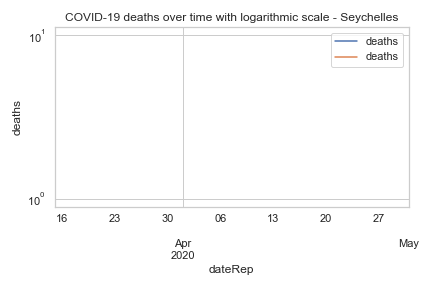 COVID-19 deaths over time with logarithmic scale - Seychelles
10¹
deaths
deaths
deaths
10⁰
16 23 30 06 13 20 27
Apr May
2020
dateRep